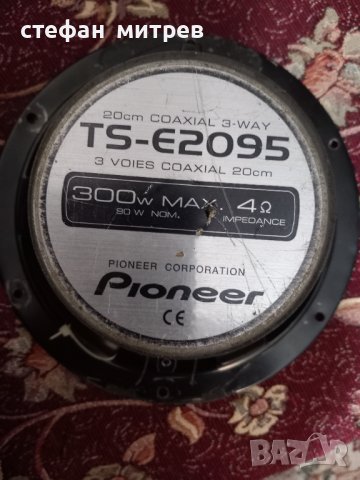 стефан митрев
20cm COAXIAL 3-WAY
TS-E2095
3 VOIES COAXIAL 20cm
300w MAX. 4Ω
90 W NOM. IMPEDANCE
PIONEER CORPORATION
Pioneer
CE
BAZAR